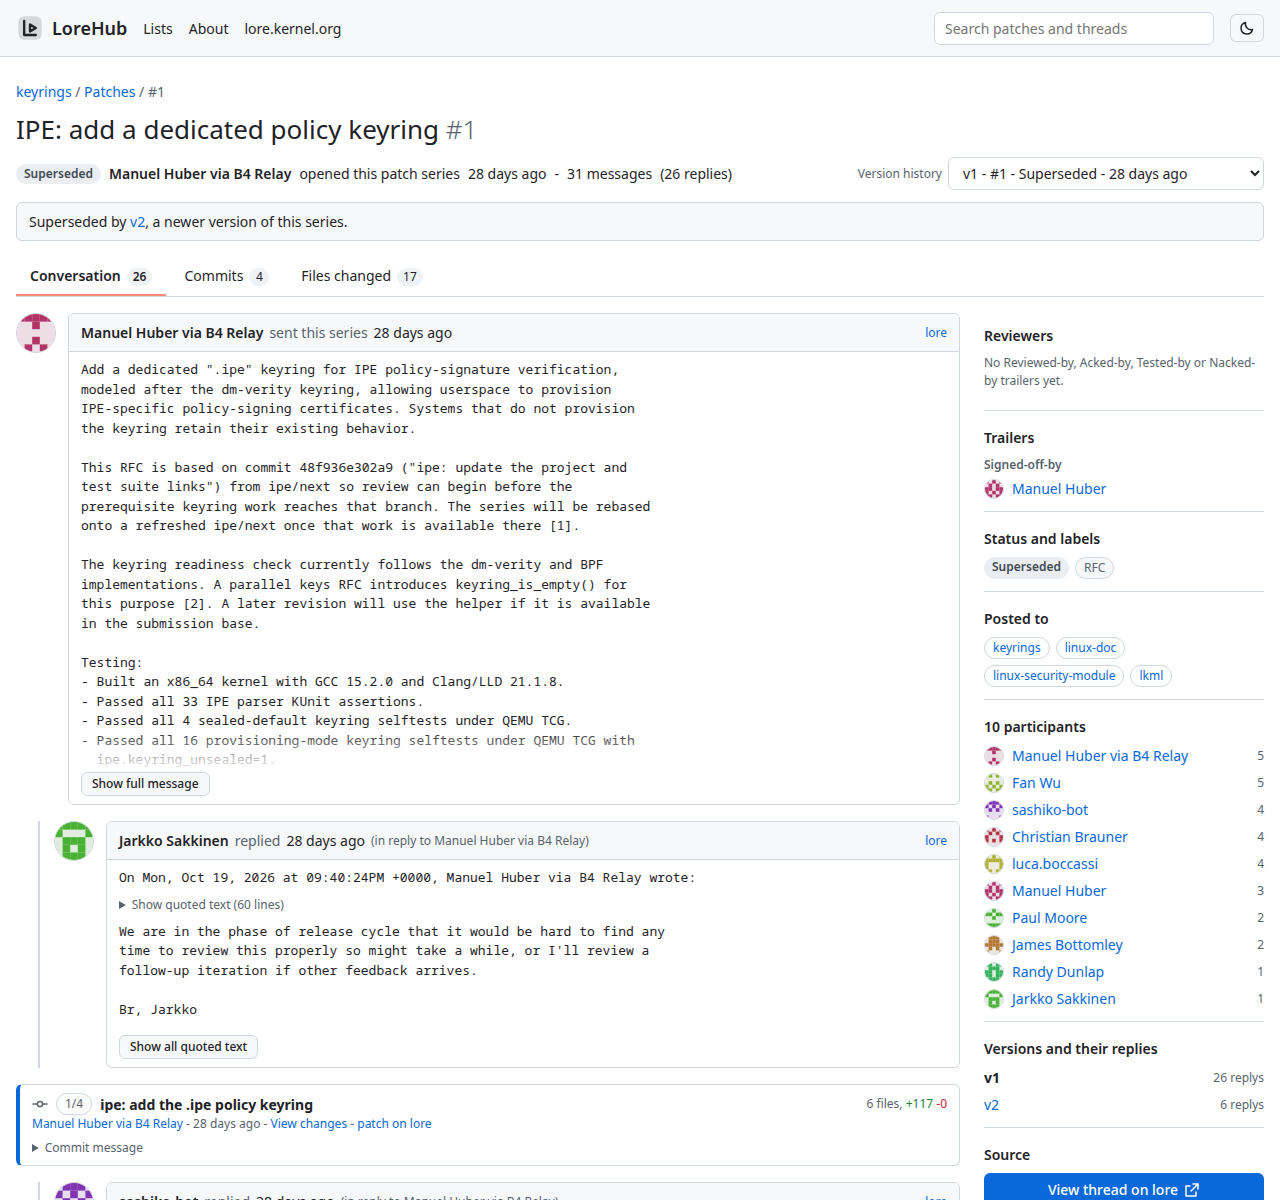 LoreHub Lists About lore.kernel.org Search patches and threads
keyrings / Patches / #1
IPE: add a dedicated policy keyring #1
Superseded Manuel Huber via B4 Relay opened this patch series 28 days ago - 31 messages (26 replies) Version history v1 - #1 - Superseded - 28 days ago
Superseded by v2, a newer version of this series.
Conversation 26 Commits 4 Files changed 17
Manuel Huber via B4 Relay sent this series 28 days ago lore
Add a dedicated ".ipe" keyring for IPE policy-signature verification,
modeled after the dm-verity keyring, allowing userspace to provision
IPE-specific policy-signing certificates. Systems that do not provision
the keyring retain their existing behavior.
This RFC is based on commit 48f936e302a9 ("ipe: update the project and
test suite links") from ipe/next so review can begin before the
prerequisite keyring work reaches that branch. The series will be rebased
onto a refreshed ipe/next once that work is available there [1].
The keyring readiness check currently follows the dm-verity and BPF
implementations. A parallel keys RFC introduces keyring_is_empty() for
this purpose [2]. A later revision will use the helper if it is available
in the submission base.
Testing:
- Built an x86_64 kernel with GCC 15.2.0 and Clang/LLD 21.1.8.
- Passed all 33 IPE parser KUnit assertions.
- Passed all 4 sealed-default keyring selftests under QEMU TCG.
- Passed all 16 provisioning-mode keyring selftests under QEMU TCG with
ipe.keyring_unsealed=1.
Show full message
Jarkko Sakkinen replied 28 days ago (in reply to Manuel Huber via B4 Relay) lore
On Mon, Oct 19, 2026 at 09:40:24PM +0000, Manuel Huber via B4 Relay wrote:
Show quoted text (60 lines)
We are in the phase of release cycle that it would be hard to find any
time to review this properly so might take a while, or I'll review a
follow-up iteration if other feedback arrives.
Br, Jarkko
Show all quoted text
1/4 ipe: add the .ipe policy keyring 6 files, +117 -0
Manuel Huber via B4 Relay - 28 days ago - View changes - patch on lore
Commit message
sashiko-bot replied 28 days ago (in reply to Manuel Huber via B4 Relay) lore
Reviewers
No Reviewed-by, Acked-by, Tested-by or Nacked-
by trailers yet.
Trailers
Signed-off-by
Manuel Huber
Status and labels
Superseded RFC
Posted to
keyrings linux-doc
linux-security-module lkml
10 participants
Manuel Huber via B4 Relay 5
Fan Wu 5
sashiko-bot 4
Christian Brauner 4
luca.boccassi 4
Manuel Huber 3
Paul Moore 2
James Bottomley 2
Randy Dunlap 1
Jarkko Sakkinen 1
Versions and their replies
v1 26 replys
v2 6 replys
Source
View thread on lore